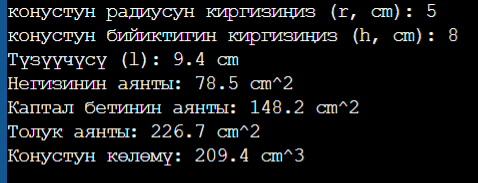 конустун радиусун киргизиңиз (r, cm): 5
конустун бийиктигин киргизиңиз (h, cm): 8
Түзүүчүсү (l): 9.4 cm
Негизинин аянты: 78.5 cm^2
Каптал бетинин аянты: 148.2 cm^2
Толук аянты: 226.7 cm^2
Конустун көлөмү: 209.4 cm^3